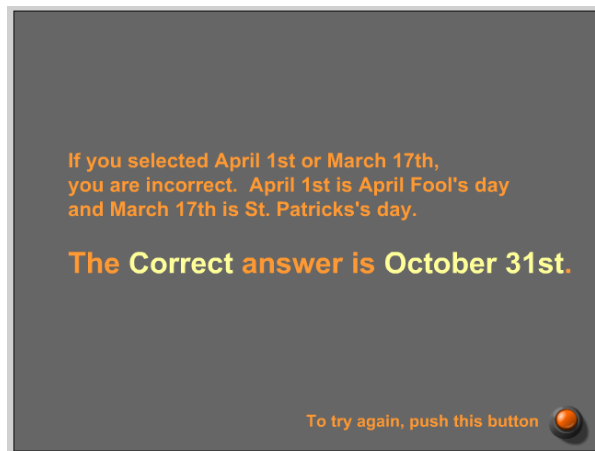 If you selected April 1st or March 17th,
you are incorrect.  April 1st is April Fool's day
and March 17th is St. Patricks's day.
The Correct answer is October 31st.
To try again, push this button